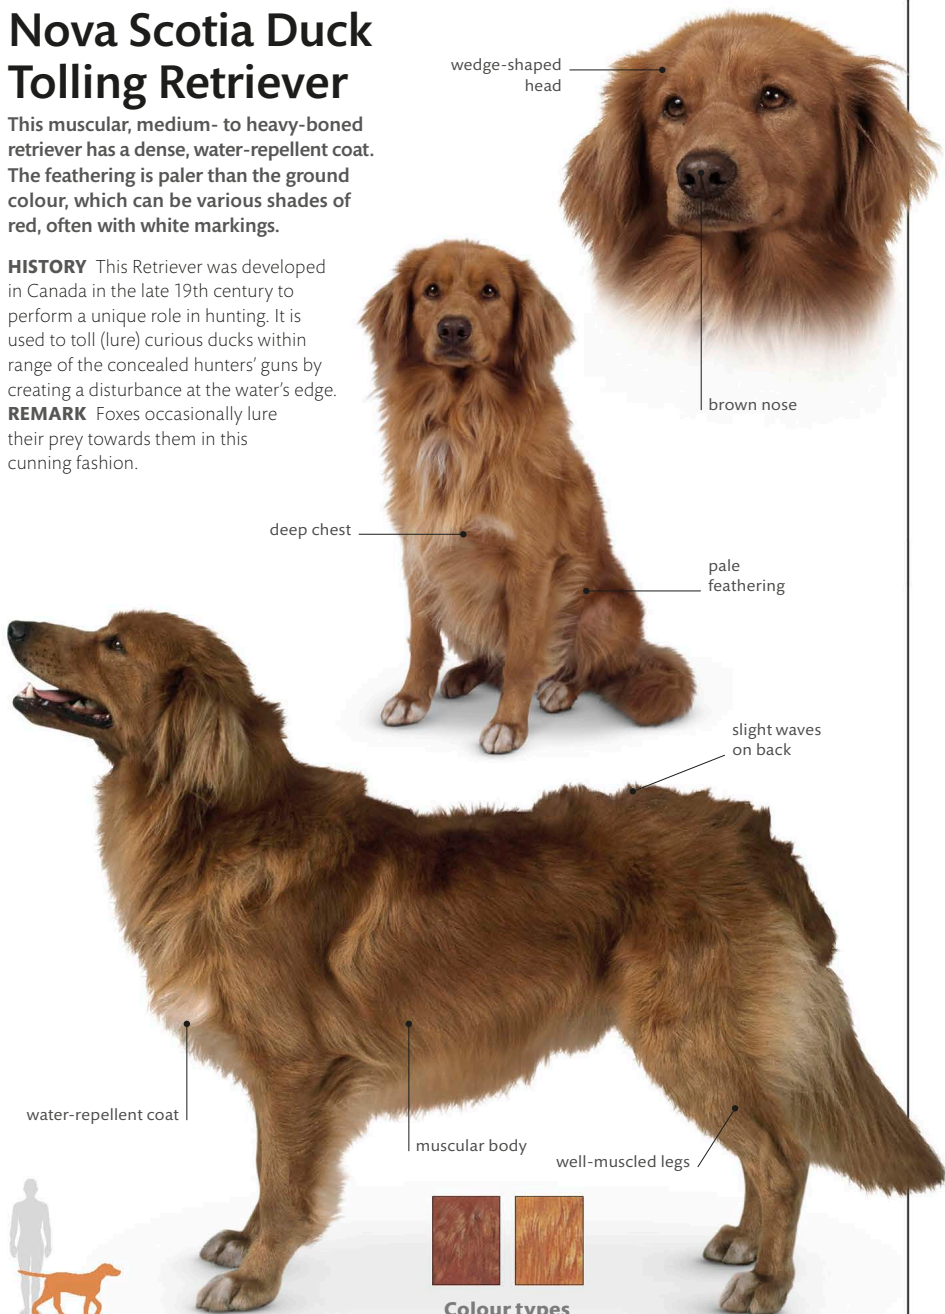 Nova Scotia Duck
Tolling Retriever
This muscular, medium- to heavy-boned
retriever has a dense, water-repellent coat.
The feathering is paler than the ground
colour, which can be various shades of
red, often with white markings.
HISTORY This Retriever was developed
in Canada in the late 19th century to
perform a unique role in hunting. It is
used to toll (lure) curious ducks within
range of the concealed hunters' guns by
creating a disturbance at the water's edge.
REMARK Foxes occasionally lure
their prey towards them in this
cunning fashion.
wedge-shaped
head
brown nose
deep chest
pale
feathering
slight waves
on back
water-repellent coat
muscular body
well-muscled legs
Colour types